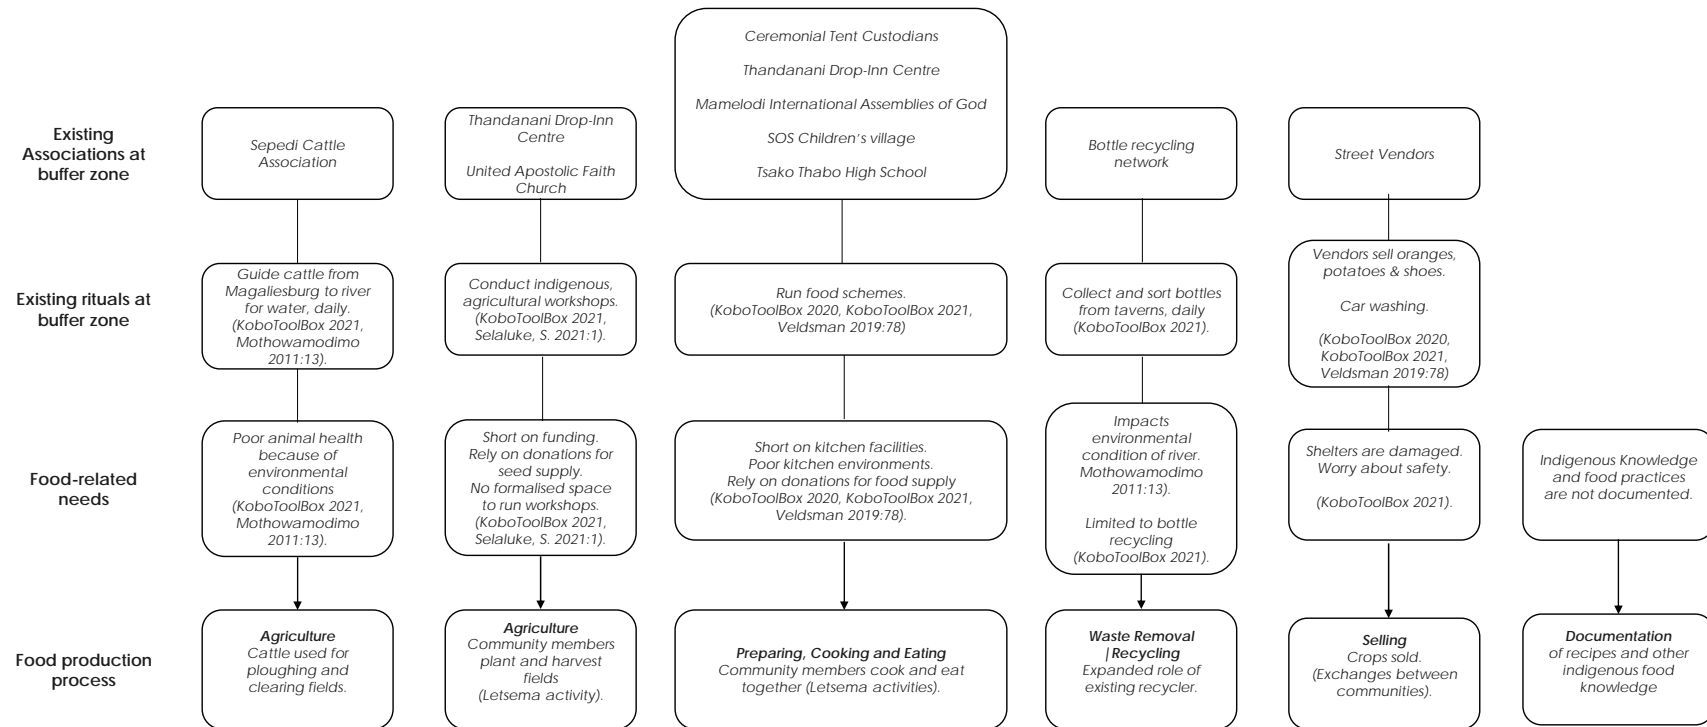 Existing
Associations at
buffer zone
Sepedi Cattle
Association
Thandanani Drop-Inn
Centre
United Apostolic Faith
Church
Ceremonial Tent Custodians
Thandanani Drop-Inn Centre
Mamelodi International Assemblies of God
SOS Children's village
Tsako Thabo High School
Bottle recycling
network
Street Vendors
Existing rituals at
buffer zone
Guide cattle from
Magaliesburg to river
for water, daily.
(KoboToolBox 2021,
Mothowamodimo
2011:13).
Conduct indigenous,
agricultural workshops.
(KoboToolBox 2021,
Selaluke, S. 2021:1).
Run food schemes.
(KoboToolBox 2020, KoboToolBox 2021,
Veldsman 2019:78)
Collect and sort bottles
from taverns, daily
(KoboToolBox 2021).
Vendors sell oranges,
potatoes & shoes.
Car washing.
(KoboToolBox 2020,
KoboToolBox 2021,
Veldsman 2019:78)
Food-related
needs
Poor animal health
because of
environmental
conditions
(KoboToolBox 2021,
Mothowamodimo
2011:13).
Short on funding.
Rely on donations for
seed supply.
No formalised space
to run workshops.
(KoboToolBox 2021,
Selaluke, S. 2021:1).
Short on kitchen facilities.
Poor kitchen environments.
Rely on donations for food supply
(KoboToolBox 2020, KoboToolBox 2021,
Veldsman 2019:78).
Impacts
environmental
condition of river.
Mothowamodimo
2011:13).
Limited to bottle
recycling
(KoboToolBox 2021).
Shelters are damaged.
Worry about safety.
(KoboToolBox 2021).
Indigenous Knowledge
and food practices
are not documented.
Food production
process
Agriculture
Cattle used for
ploughing and
clearing fields.
Agriculture
Community members
plant and harvest
fields
(Letsema activity).
Preparing, Cooking and Eating
Community members cook and eat
together (Letsema activities).
Waste Removal
|Recycling
Expanded role of
existing recycler.
Selling
Crops sold.
(Exchanges between
communities).
Documentation
of recipes and other
indigenous food
knowledge